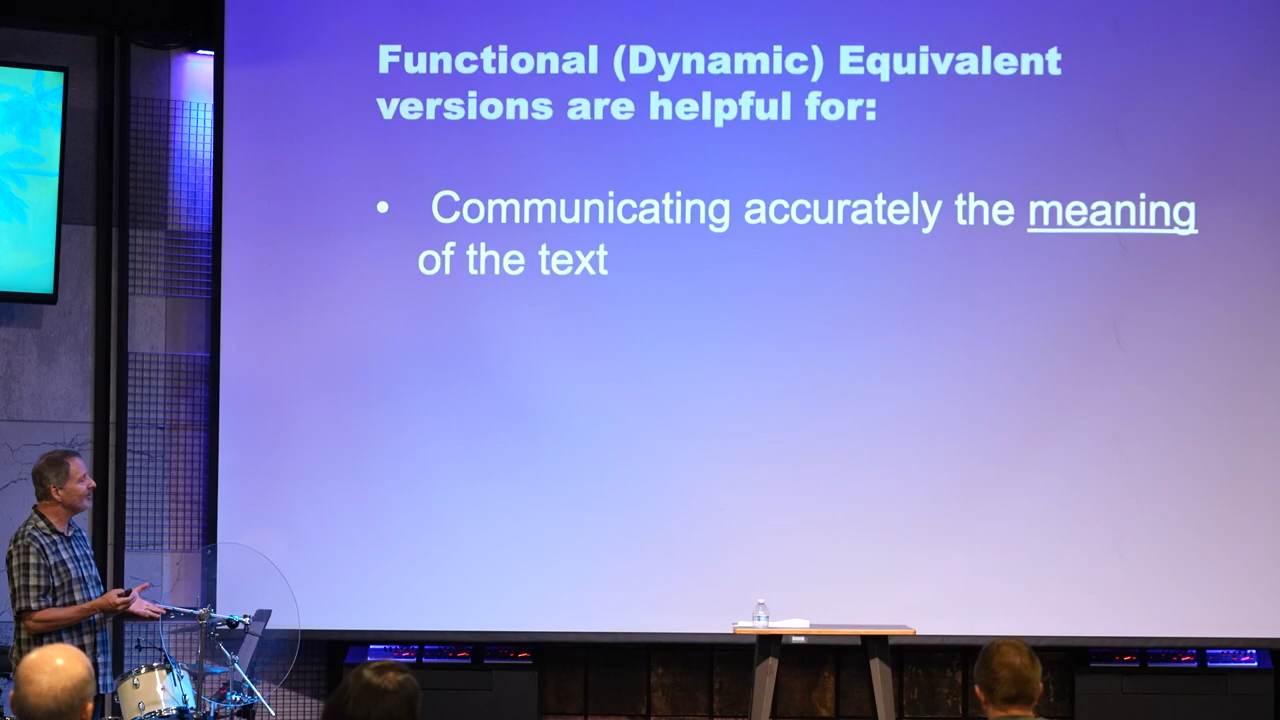 Functional (Dynamic) Equivalent
versions are helpful for:
• Communicating accurately the meaning
of the text